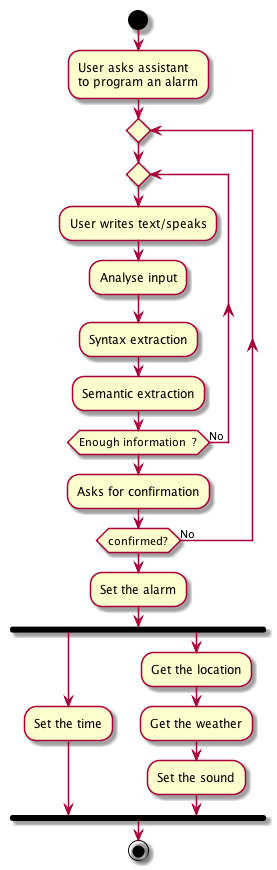 User asks assistant
to program an alarm
User writes text/speaks
Analyse input
Syntax extraction
Semantic extraction
Enough information ?
No
Asks for confirmation
confirmed?
No
Set the alarm
Get the location
Set the time
Get the weather
Set the sound